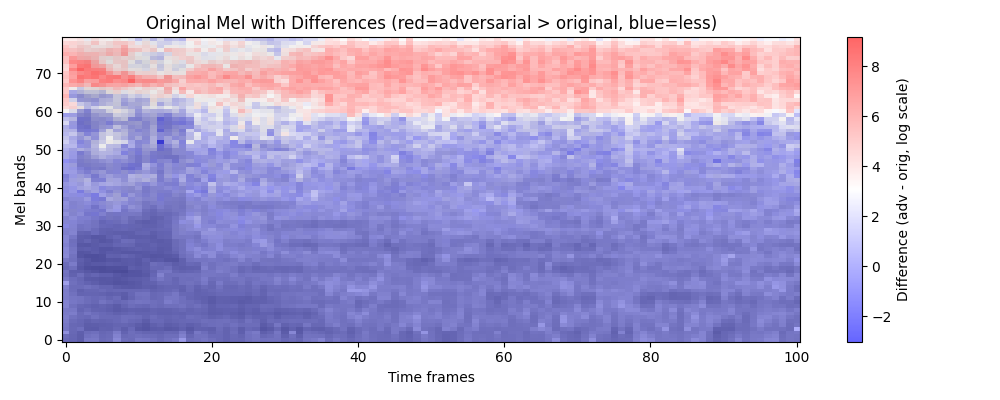 Original Mel with Differences (red=adversarial > original, blue=less)
70
60
50
40
30
20
10
0
Mel bands
0 20 40 60 80 100
Time frames
8
6
4
2
0
−2
Difference (adv - orig, log scale)